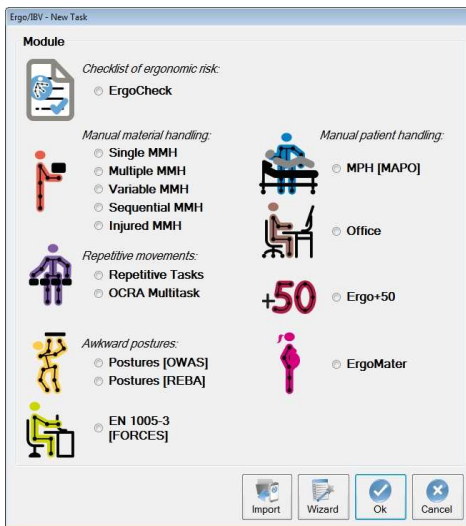 Ergo/IBV - New Task
Module
Checklist of ergonomic risk:
ErgoCheck
Manual material handling:
Single MMH
Multiple MMH
Variable MMH
Sequential MMH
Injured MMH
Repetitive movements:
Repetitive Tasks
OCRA Multitask
Awkward postures:
Postures [OWAS]
Postures [REBA]
EN 1005-3
[FORCES]
Manual patient handling:
MPH [MAPO]
Office
+50
Ergo+50
ErgoMater
Import
Wizard
Ok
Cancel